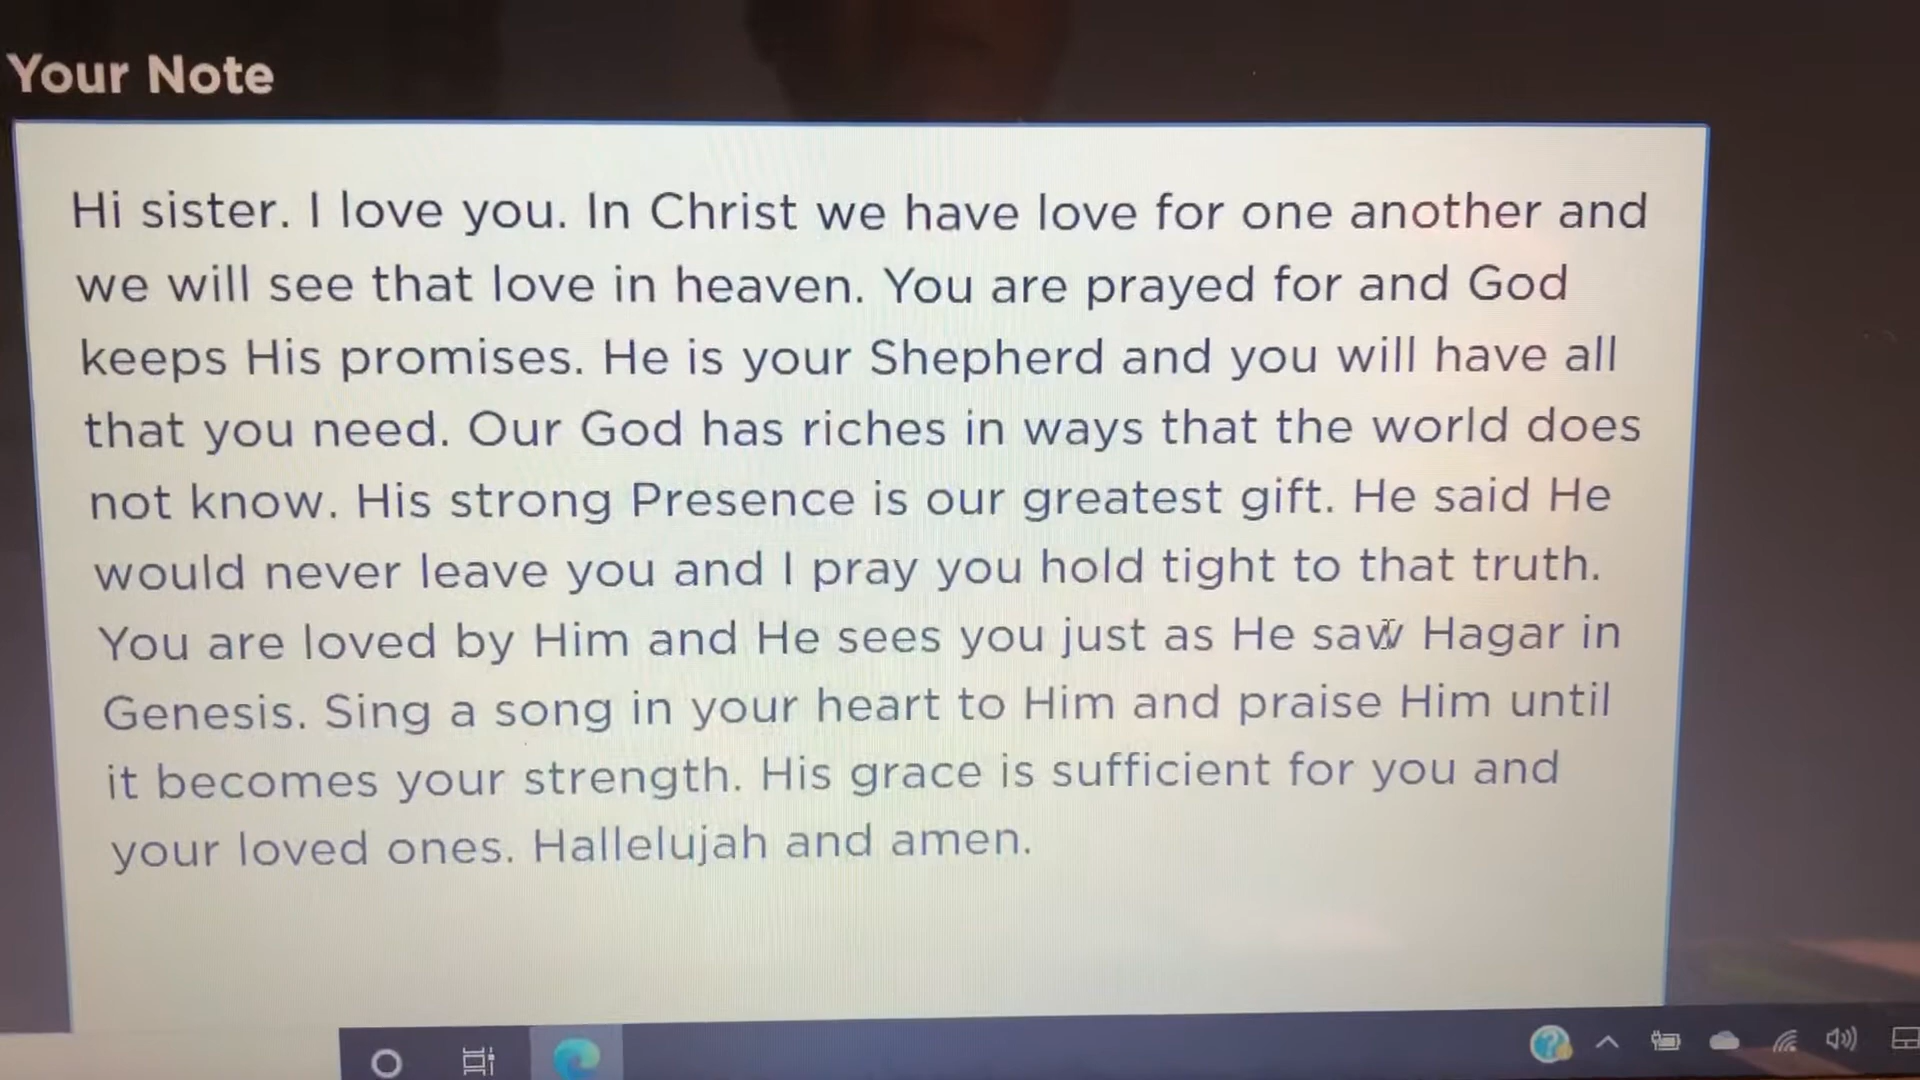 Your Note
Hi sister. I love you. In Christ we have love for one another and
we will see that love in heaven. You are prayed for and God
keeps His promises. He is your Shepherd and you will have all
that you need. Our God has riches in ways that the world does
not know. His strong Presence is our greatest gift. He said He
would never leave you and I pray you hold tight to that truth.
You are loved by Him and He sees you just as He saw Hagar in
Genesis. Sing a song in your heart to Him and praise Him until
it becomes your strength. His grace is sufficient for you and
your loved ones. Hallelujah and amen.